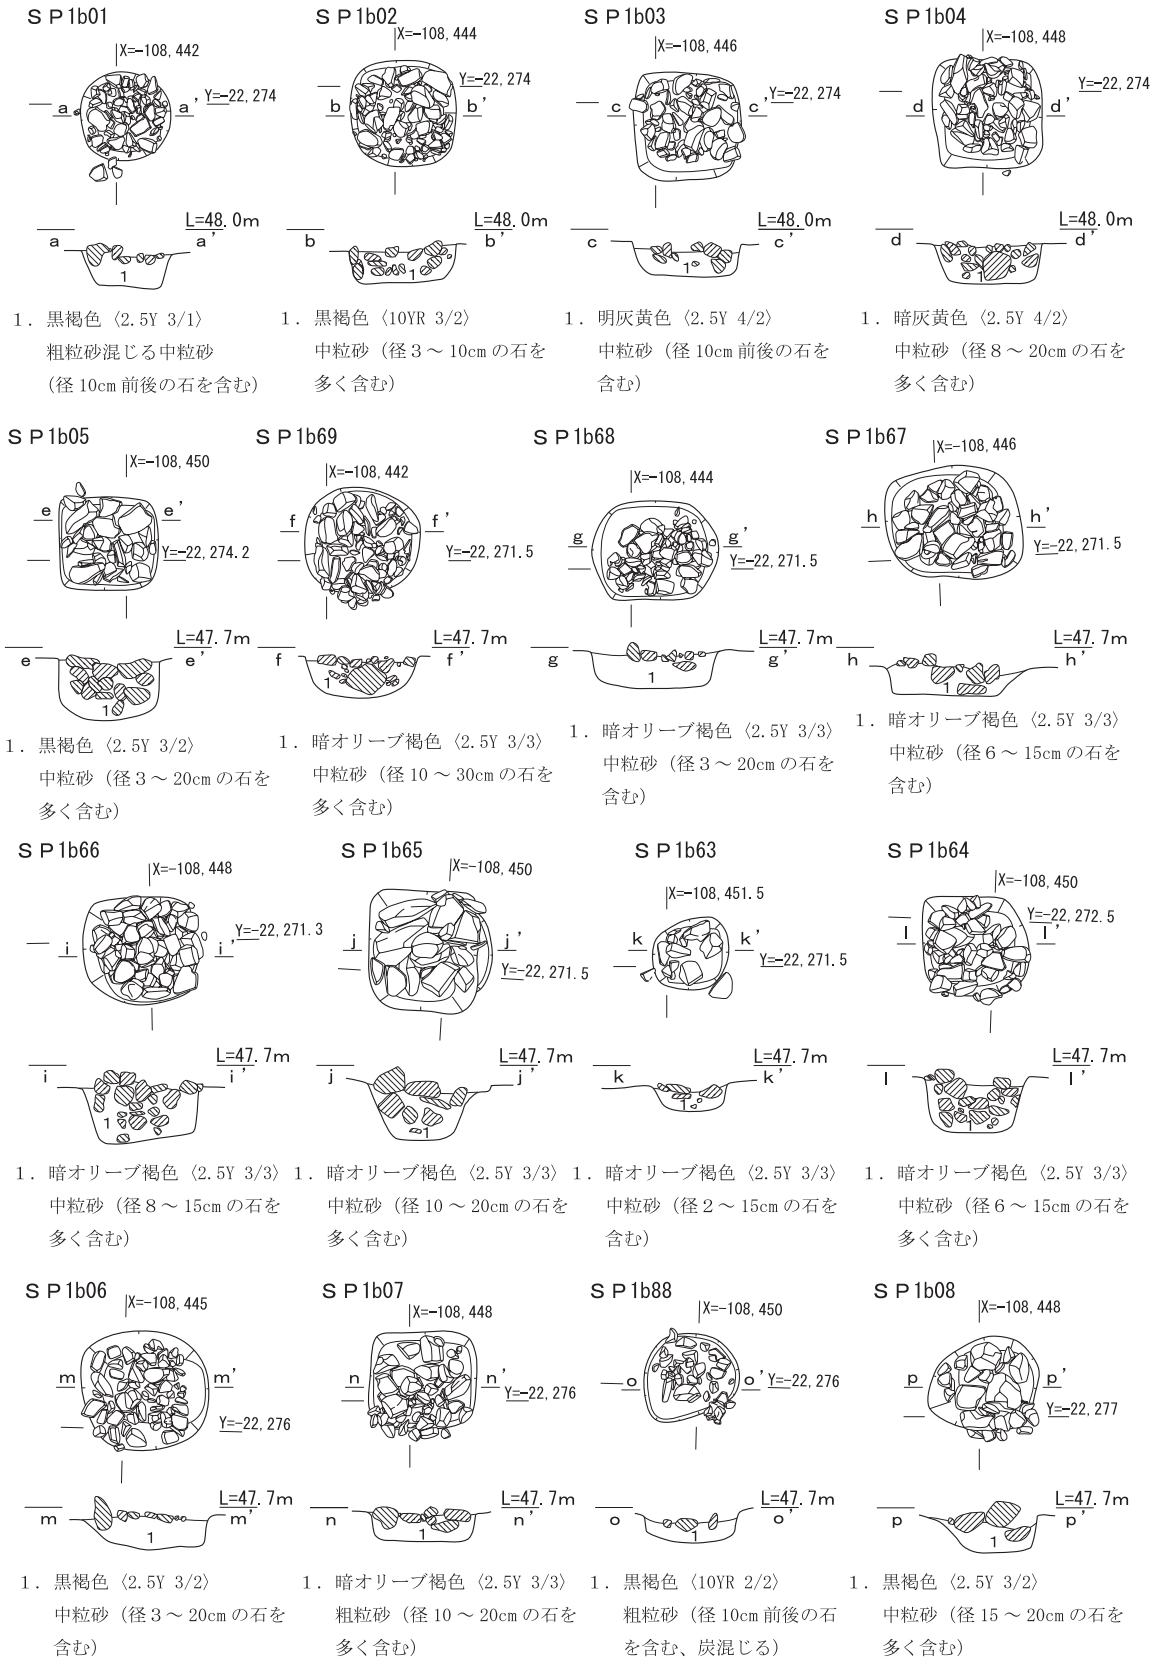 ＳＰ1b01
X=-108,442
a a' Y=-22,274
L=48.0m
a a'
1
1．黒褐色〈2.5Y 3/1〉
粗粒砂混じる中粒砂
（径 10cm 前後の石を含む）
ＳＰ1b02
X=-108,444
Y=-22,274
b b'
L=48.0m
b b'
1
1．黒褐色〈10YR 3/2〉
中粒砂（径３～ 10cm の石を
多く含む）
ＳＰ1b03
X=-108,446
c c' Y=-22,274
L=48.0m
c c'
1
1．明灰黄色〈2.5Y 4/2〉
中粒砂（径 10cm 前後の石を
含む）
ＳＰ1b04
X=-108,448
Y=-22,274
d d'
L=48.0m
d d'
1
1．暗灰黄色〈2.5Y 4/2〉
中粒砂（径８～ 20cm の石を
多く含む）
ＳＰ1b05
X=-108,450
e e'
Y=-22,274.2
L=47.7m
e e'
1
1．黒褐色〈2.5Y 3/2〉
中粒砂（径３～ 20cm の石を
多く含む）
ＳＰ1b69
X=-108,442
f f'
Y=-22,271.5
L=47.7m
f f'
1
1．暗オリーブ褐色〈2.5Y 3/3〉
中粒砂（径 10 ～ 30cm の石を
多く含む）
ＳＰ1b68
X=-108,444
g g'
Y=-22,271.5
L=47.7m
g g'
1
1．暗オリーブ褐色〈2.5Y 3/3〉
中粒砂（径３～ 20cm の石を
含む）
ＳＰ1b67
X=-108,446
h h'
Y=-22,271.5
L=47.7m
h h'
1
1．暗オリーブ褐色〈2.5Y 3/3〉
中粒砂（径６～ 15cm の石を
含む）
ＳＰ1b66
X=-108,448
Y=-22,271.3
i i'
L=47.7m
i i'
1
1．暗オリーブ褐色〈2.5Y 3/3〉
中粒砂（径８～ 15cm の石を
多く含む）
ＳＰ1b65
X=-108,450
j j'
Y=-22,271.5
L=47.7m
j j'
1
1．暗オリーブ褐色〈2.5Y 3/3〉
中粒砂（径 10 ～ 20cm の石を
多く含む）
ＳＰ1b63
X=-108,451.5
k k'
Y=-22,271.5
L=47.7m
k k'
1
1．暗オリーブ褐色〈2.5Y 3/3〉
中粒砂（径２～ 15cm の石を
含む）
ＳＰ1b64
X=-108,450
Y=-22,272.5
l l'
L=47.7m
l l'
1
1．暗オリーブ褐色〈2.5Y 3/3〉
中粒砂（径６～ 15cm の石を
多く含む）
ＳＰ1b06
X=-108,445
m m'
Y=-22,276
L=47.7m
m m'
1
1．黒褐色〈2.5Y 3/2〉
中粒砂（径３～ 20cm の石を
含む）
ＳＰ1b07
X=-108,448
n n'
Y=-22,276
L=47.7m
n n'
1
1．暗オリーブ褐色〈2.5Y 3/3〉
粗粒砂（径 10 ～ 20cm の石を
多く含む）
ＳＰ1b88
X=-108,450
o o' Y=-22,276
L=47.7m
o o'
1
1．黒褐色〈10YR 2/2〉
粗粒砂（径 10cm 前後の石
を含む、炭混じる）
ＳＰ1b08
X=-108,448
p p'
Y=-22,277
L=47.7m
p p'
1
1．黒褐色〈2.5Y 3/2〉
中粒砂（径 15 ～ 20cm の石を
多く含む）